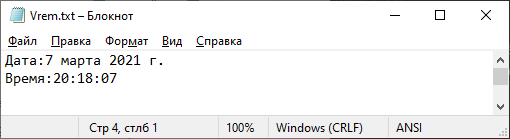 Vrem.txt – Блокнот
Файл Правка Формат Вид Справка
Дата:7 марта 2021 г.
Время:20:18:07
Стр 4, стлб 1 100% Windows (CRLF) ANSI